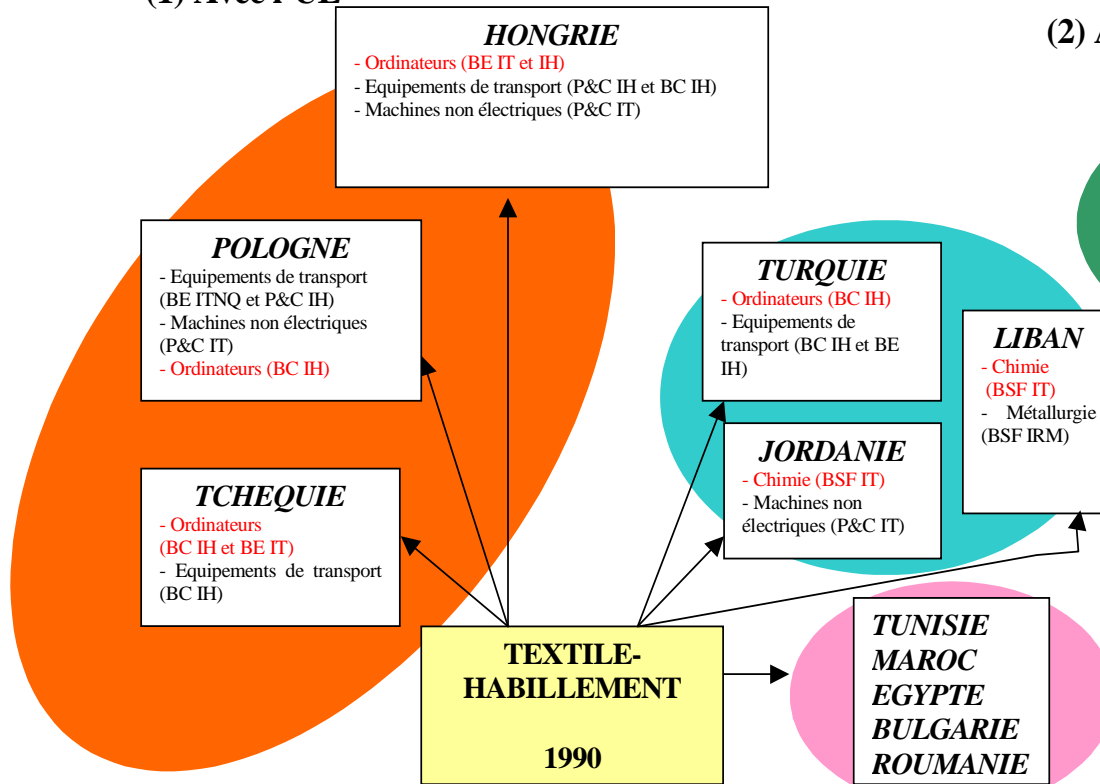 (1) Avec l'UE
(2) A
HONGRIE
- Ordinateurs (BE IT et IH)
- Equipements de transport (P&C IH et BC IH)
- Machines non électriques (P&C IT)
POLOGNE
- Equipements de transport
(BE ITNQ et P&C IH)
- Machines non électriques
(P&C IT)
- Ordinateurs (BC IH)
TURQUIE
- Ordinateurs (BC IH)
- Equipements de
transport (BC IH et BE
IH)
LIBAN
- Chimie
(BSF IT)
- Métallurgie
(BSF IRM)
JORDANIE
- Chimie (BSF IT)
- Machines non
électriques (P&C IT)
TCHEQUIE
- Ordinateurs
(BC IH et BE IT)
- Equipements de transport
(BC IH)
TEXTILE-
HABILLEMENT
1990
TUNISIE
MAROC
EGYPTE
BULGARIE
ROUMANIE